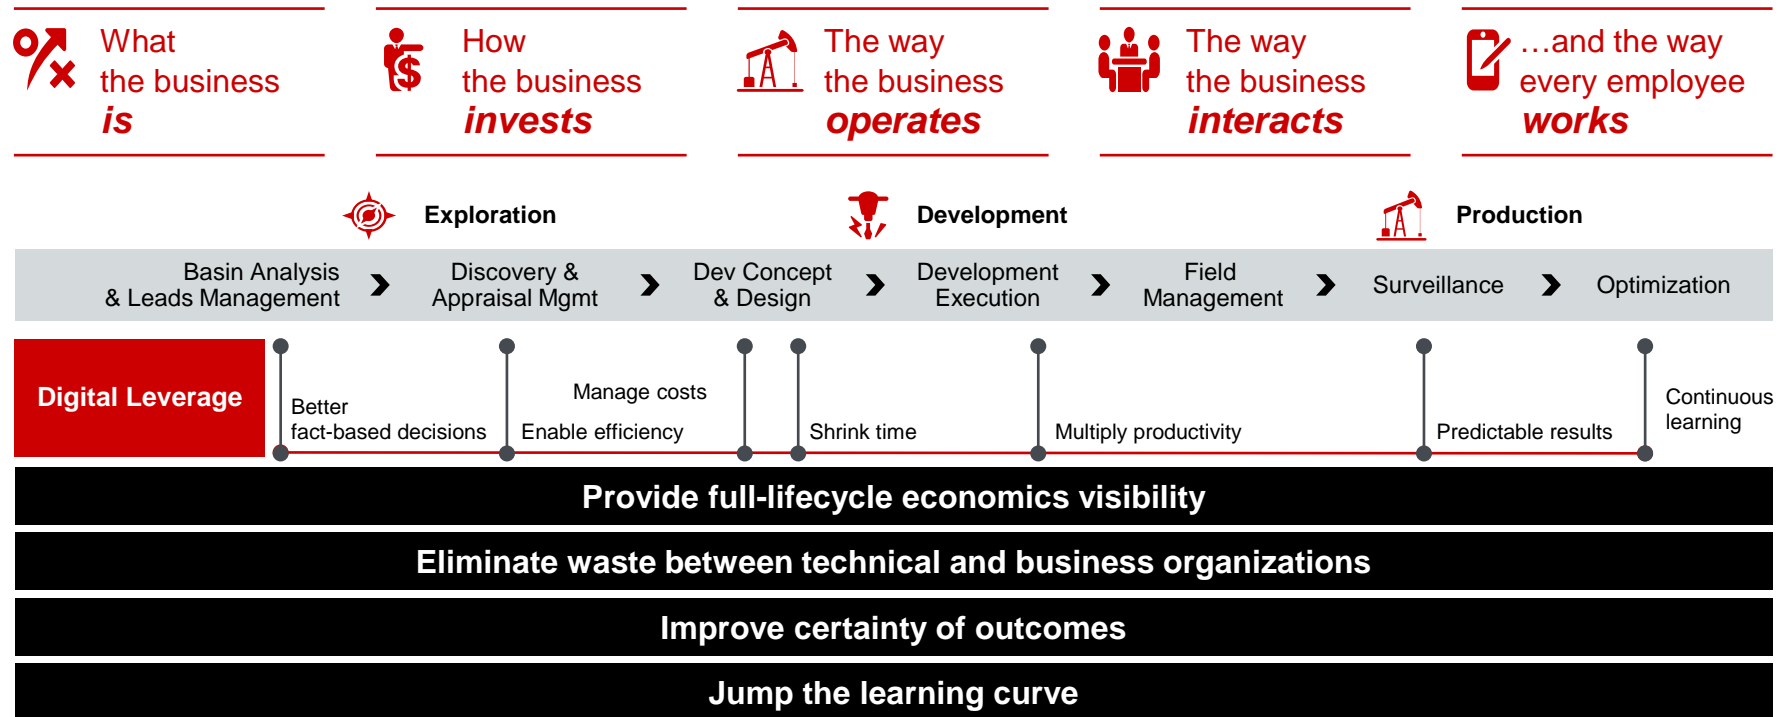 What
the business
is
How
the business
invests
The way
the business
operates
The way
the business
interacts
…and the way
every employee
works
Exploration
Development
Production
Basin Analysis
& Leads Management
Discovery &
Appraisal Mgmt
Dev Concept
& Design
Development
Execution
Field
Management
Surveillance
Optimization
Digital Leverage
Better
fact-based decisions
Enable efficiency
Manage costs
Shrink time
Multiply productivity
Predictable results
Continuous
learning
Provide full-lifecycle economics visibility
Eliminate waste between technical and business organizations
Improve certainty of outcomes
Jump the learning curve